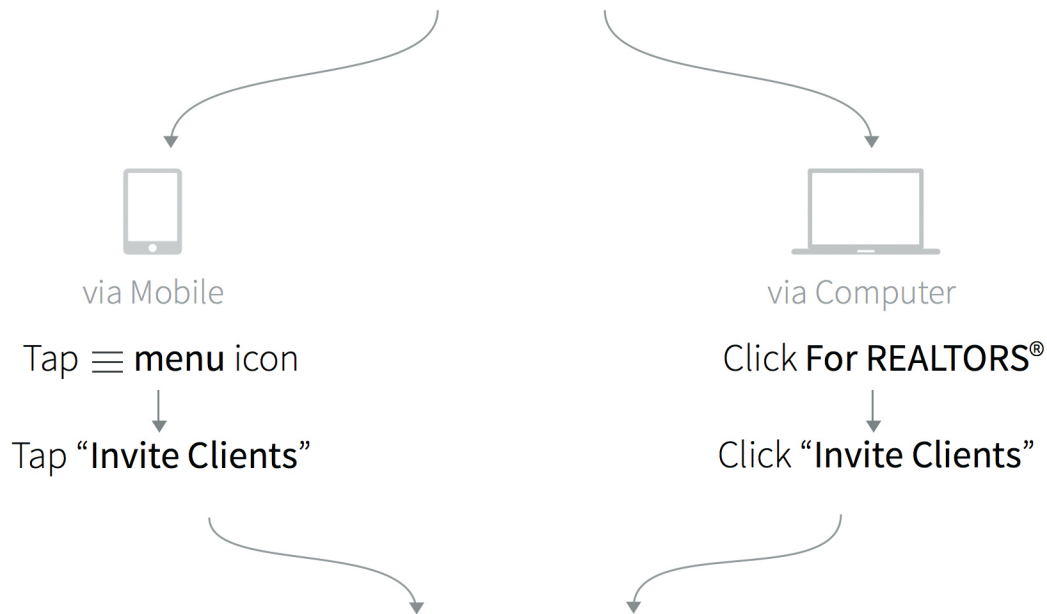 via Mobile
Tap ☰ menu icon
Tap “Invite Clients”
via Computer
Click For REALTORS®
Click “Invite Clients”